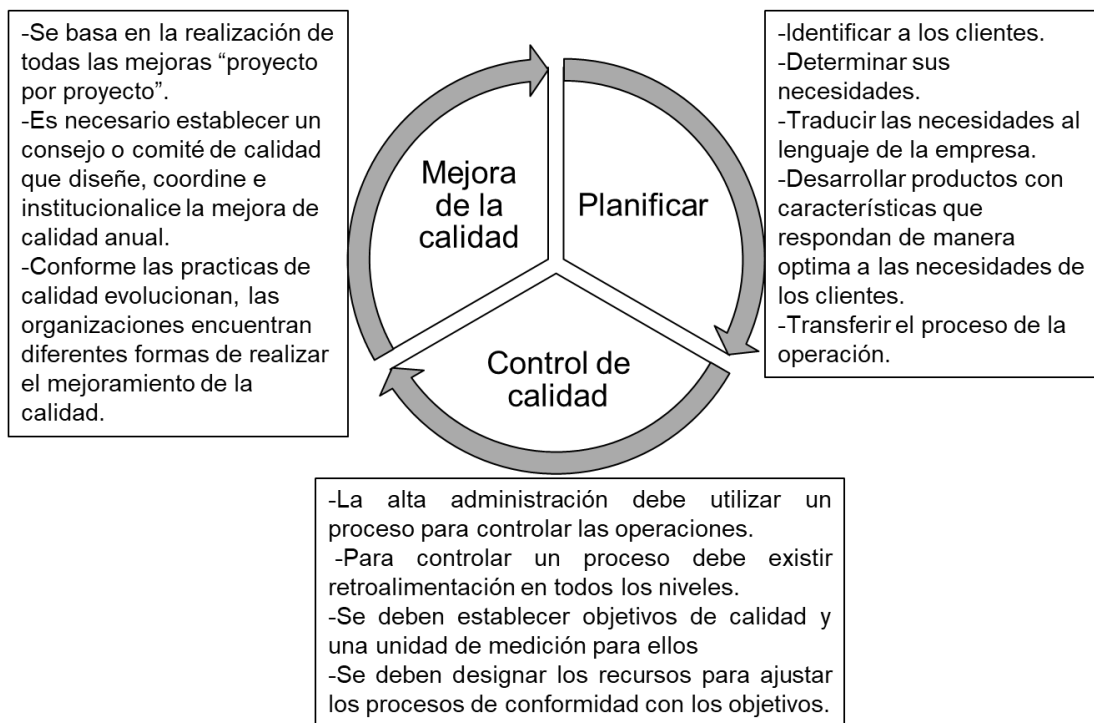 -Se basa en la realización de
todas las mejoras “proyecto
por proyecto”.
-Es necesario establecer un
consejo o comité de calidad
que diseñe, coordine e
institucionalice la mejora de
calidad anual.
-Conforme las practicas de
calidad evolucionan, las
organizaciones encuentran
diferentes formas de realizar
el mejoramiento de la
calidad.
Mejora
de la
calidad
Planificar
-Identificar a los clientes.
-Determinar sus
necesidades.
-Traducir las necesidades al
lenguaje de la empresa.
-Desarrollar productos con
características que
respondan de manera
optima a las necesidades de
los clientes.
-Transferir el proceso de la
operación.
Control de
calidad
-La alta administración debe utilizar un
proceso para controlar las operaciones.
-Para controlar un proceso debe existir
retroalimentación en todos los niveles.
-Se deben establecer objetivos de calidad y
una unidad de medición para ellos
-Se deben designar los recursos para ajustar
los procesos de conformidad con los objetivos.